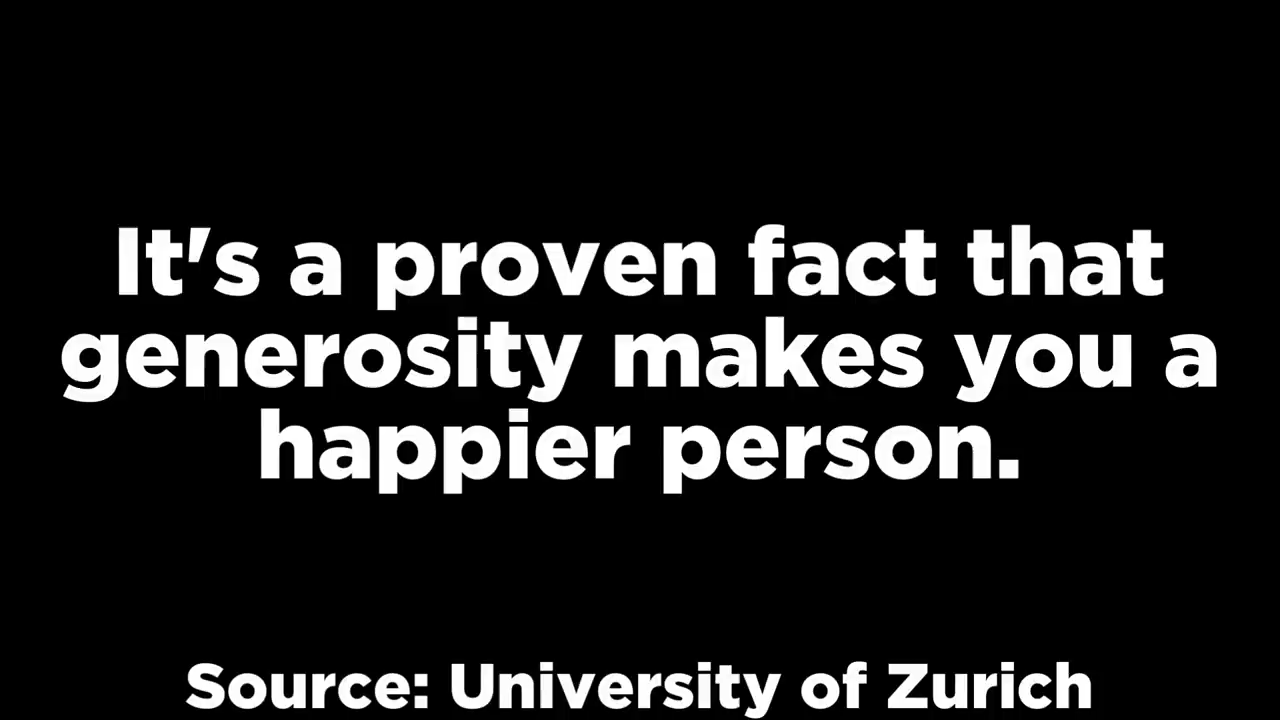 It's a proven fact that
generosity makes you a
happier person.
Source: University of Zurich